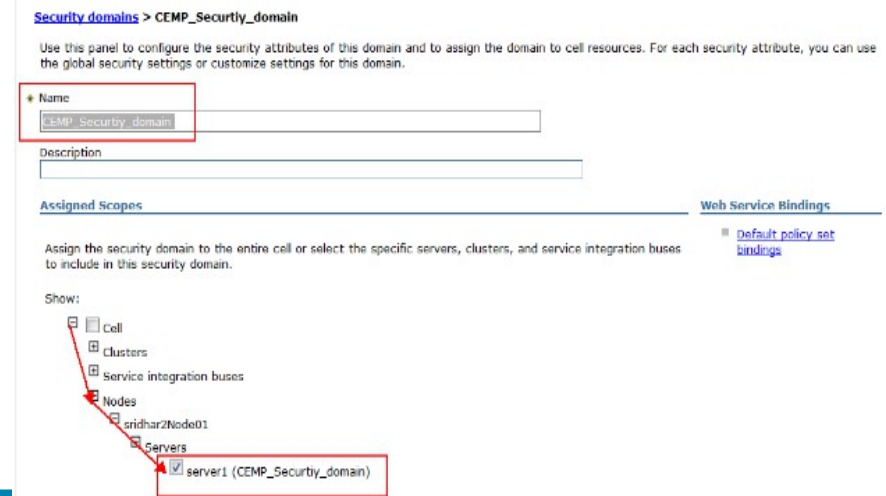 Security domains > CEMP_Securtiy_domain
Use this panel to configure the security attributes of this domain and to assign the domain to cell resources. For each security attribute, you can use
the global security settings or customize settings for this domain.
* Name
CEMP_Securtiy_domain
Description
Assigned Scopes
Web Service Bindings
Assign the security domain to the entire cell or select the specific servers, clusters, and service integration buses
to include in this security domain.
Default policy set
bindings
Show:
Cell
Clusters
Service integration buses
Nodes
sridhar2Node01
Servers
server1 (CEMP_Securtiy_domain)